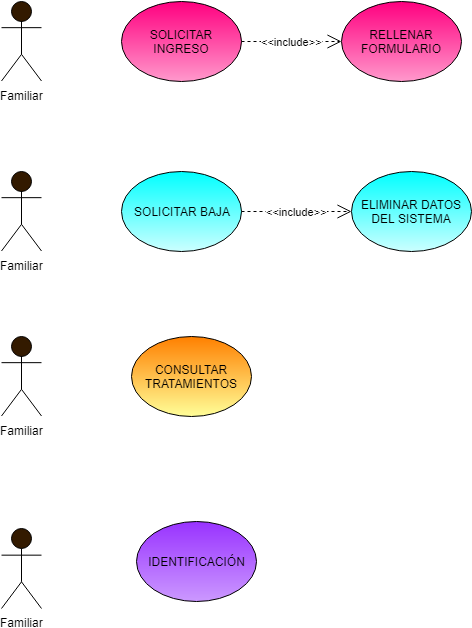 SOLICITAR
INGRESO
<<include>>
RELLENAR
FORMULARIO
Familiar
SOLICITAR BAJA
<<include>>
ELIMINAR DATOS
DEL SISTEMA
Familiar
CONSULTAR
TRATAMIENTOS
Familiar
IDENTIFICACIÓN
Familiar